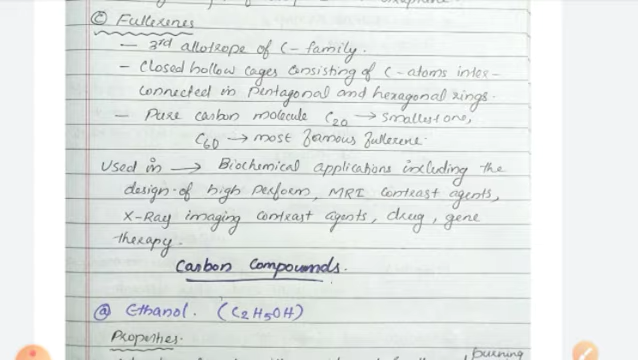 © Fullerenes
— 3rd allotrope of C- family.
— Closed hollow cages consisting of C-atoms inter-
connected in Pentagonal and hexagonal rings.
— Pure carbon molecule C20 → smallest one,
C60 → most famous fullerene.
Used in → Biochemical applications including the
design of high perform, MRI contrast agents,
X-Ray imaging contrast agents, drug, gene
therapy.
Carbon Compounds.
ⓐ Ethanol. (C2H5OH)
Properties.
burning